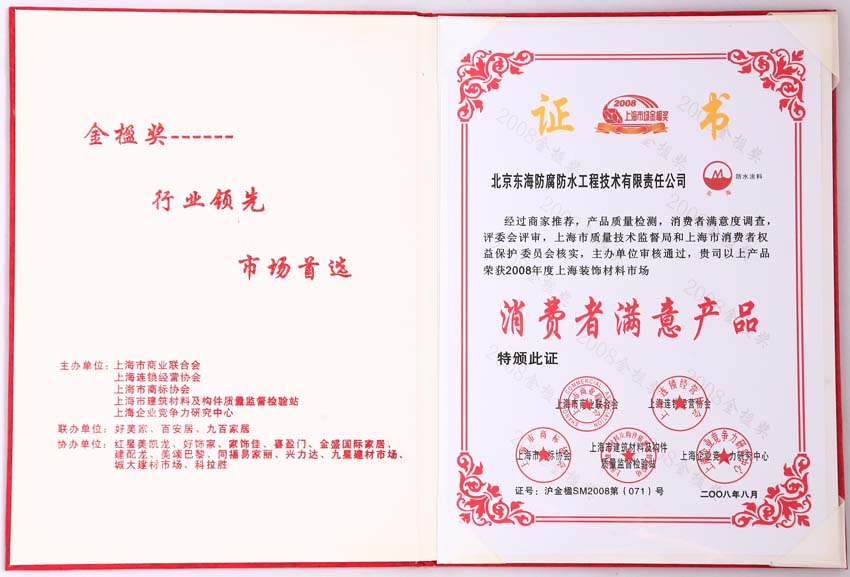 金楹奖------
行业领先
市场首选
主办单位：上海市商业联合会
上海连锁经营协会
上海市商标协会
上海市建筑材料及构件质量监督检验站
上海企业竞争力研究中心
联办单位：好美家、百安居、九百家居
协办单位：红星美凯龙、好饰家、家饰佳、喜盈门、金盛国际家居、
建配龙、美颂巴黎、同福易家丽、兴力达、九星建材市场、
城大建材市场、科拉胜
证 书
2008
上海市场金楹奖
北京东海防腐防水工程技术有限责任公司
防水涂料
经过商家推荐，产品质量检测，消费者满意度调查，
评委会评审，上海市质量技术监督局和上海市消费者权
益保护委员会核实，主办单位审核通过，贵司以上产品
荣获2008年度上海装饰材料市场
消费者满意产品
特颁此证
上海市商业联合会 上海连锁经营协会
上海市商标协会 上海市建筑材料及构件 上海企业竞争力研究中心
质量监督检验站
证号：沪金楹SM2008第（071）号 二〇〇八年八月